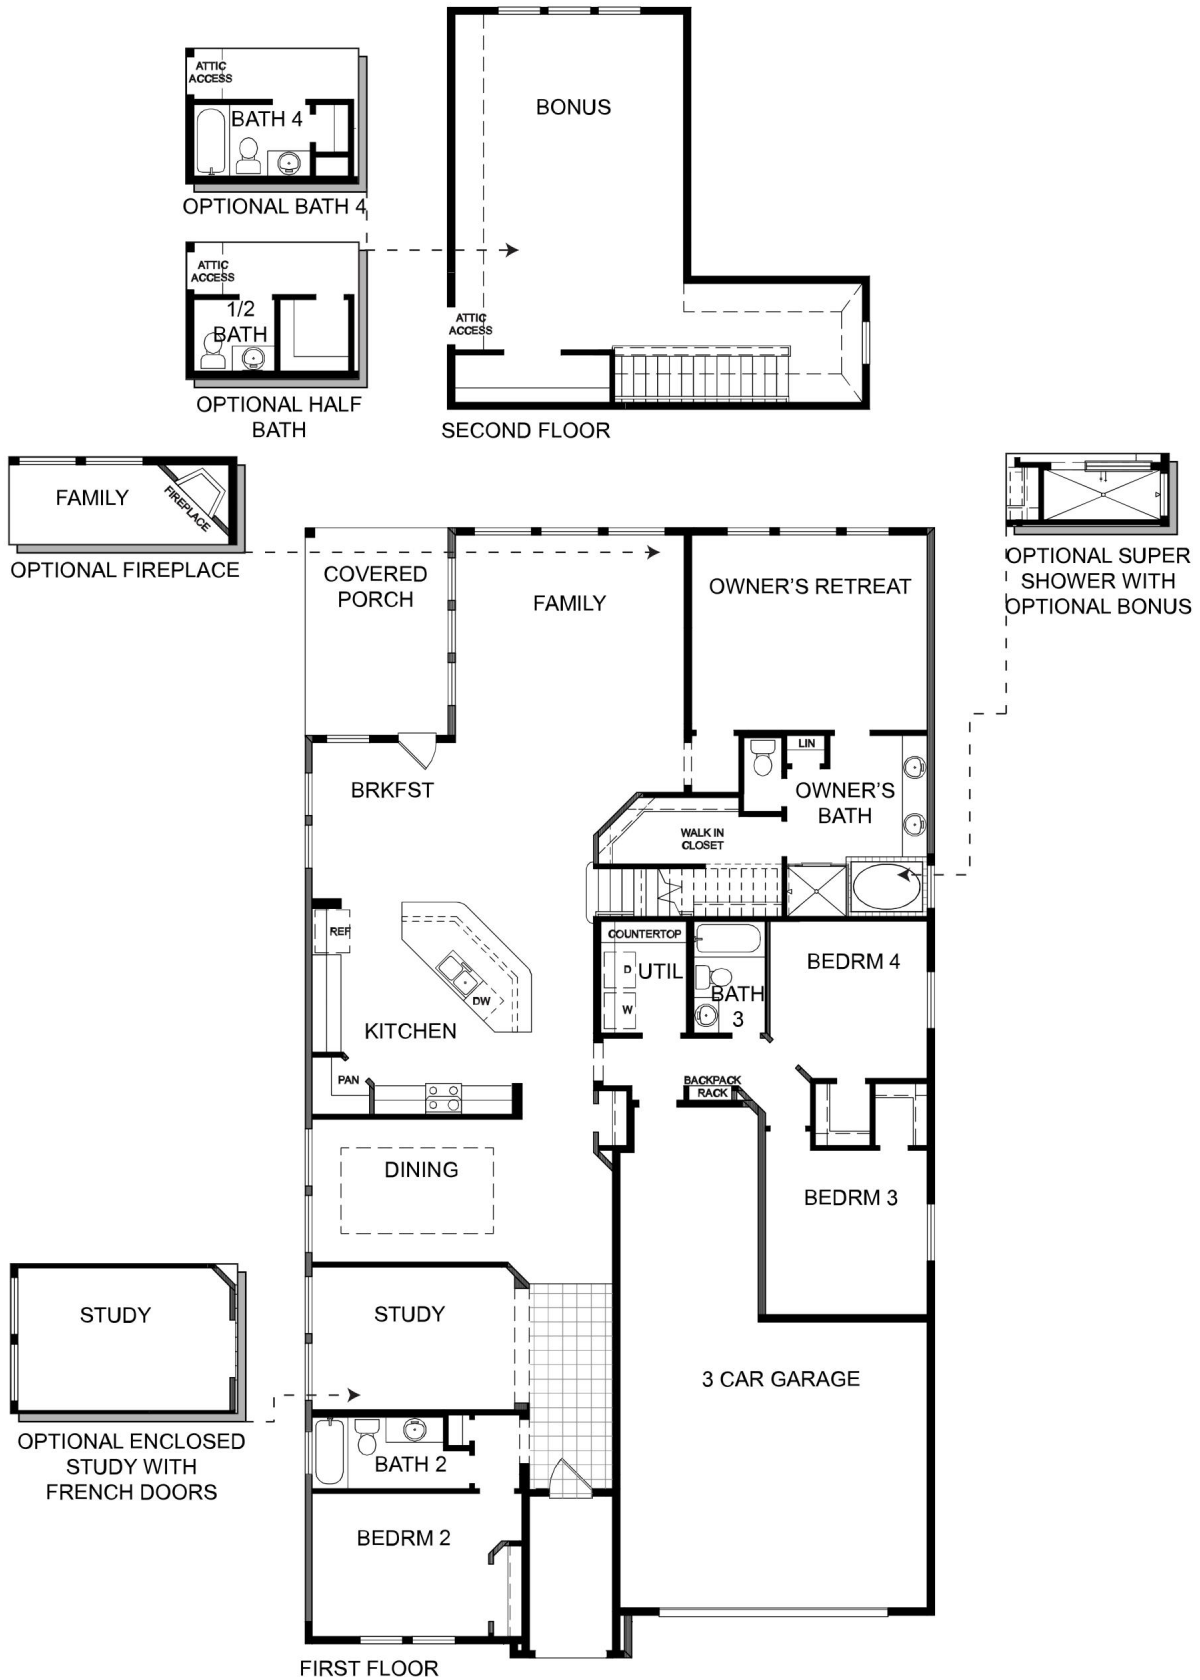 ATTIC
ACCESS
BATH 4
OPTIONAL BATH 4
ATTIC
ACCESS
1/2
BATH
OPTIONAL HALF
BATH
BONUS
ATTIC
ACCESS
SECOND FLOOR
FAMILY
FIREPLACE
OPTIONAL FIREPLACE
OPTIONAL SUPER
SHOWER WITH
OPTIONAL BONUS
COVERED
PORCH
FAMILY
OWNER'S RETREAT
LIN
BRKFST
OWNER'S
BATH
WALK IN
CLOSET
REF
COUNTERTOP
D
UTIL
W
BATH
3
BEDRM 4
DW
KITCHEN
PAN
BACKPACK
RACK
DINING
BEDRM 3
STUDY
OPTIONAL ENCLOSED
STUDY WITH
FRENCH DOORS
STUDY
3 CAR GARAGE
BATH 2
BEDRM 2
FIRST FLOOR